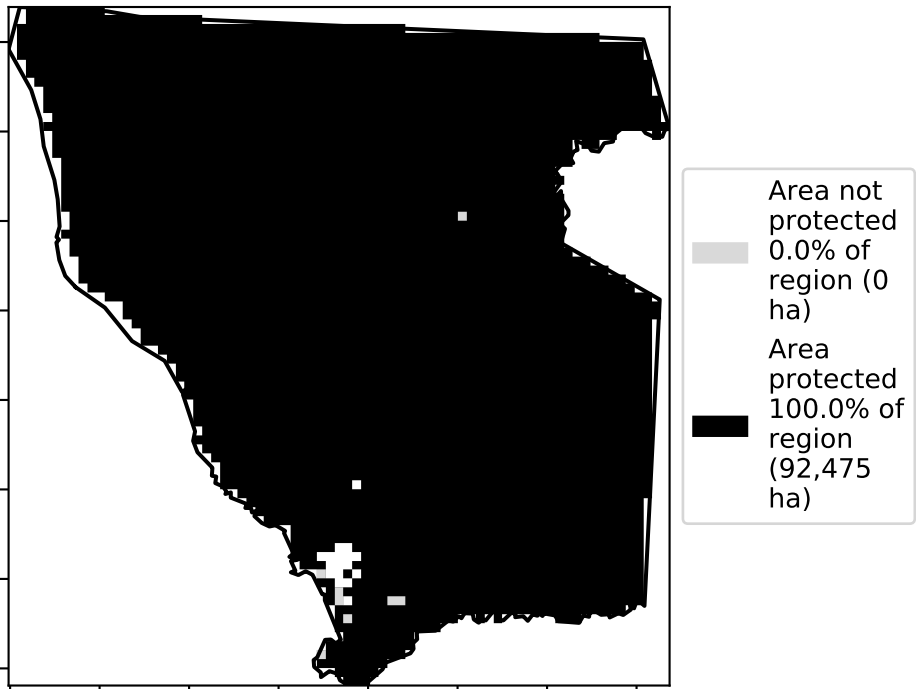 Area not
protected
0.0% of
region (0
ha)
Area
protected
100.0% of
region
(92,475
ha)